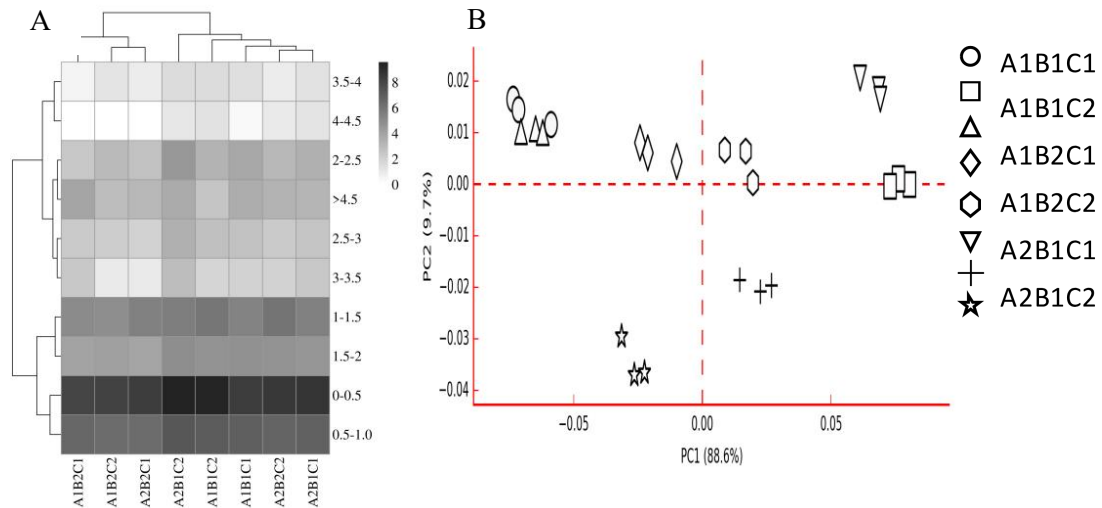 A
8
6
4
2
0
3.5-4
4-4.5
2-2.5
>4.5
2.5-3
3-3.5
1-1.5
1.5-2
0-0.5
0.5-1.0
A1B2C1
A1B2C2
A2B2C1
A2B1C2
A1B1C2
A1B1C1
A2B2C2
A2B1C1
B
PC2 (9.7%)
0.02
0.01
0.00
−0.01
−0.02
−0.03
−0.04
−0.05
0.00
0.05
PC1 (88.6%)
A1B1C1
A1B1C2
A1B2C1
A1B2C2
A2B1C1
A2B1C2